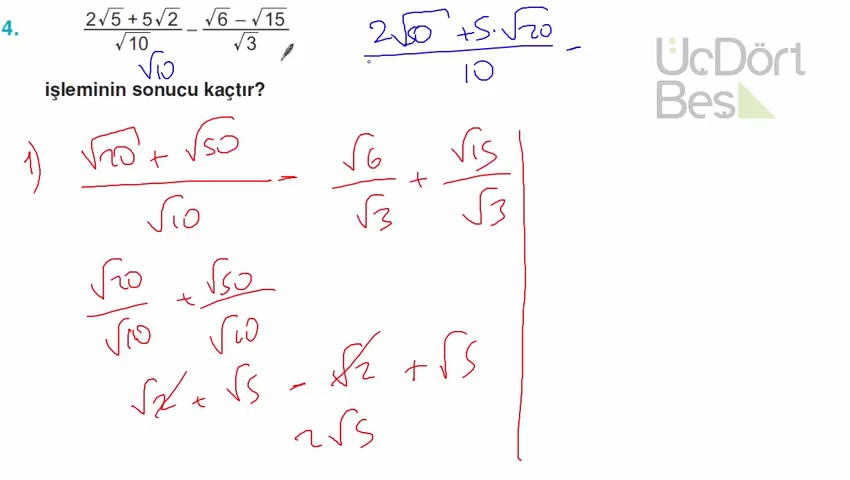 4. (2√5 + 5√2)/√10 − (√6 − √15)/√3
√10
işleminin sonucu kaçtır?
(2√50 + 5·√20)/10 −
ÜçDört
Beş
1) (√20 + √50)/√10 − √6/√3 + √15/√3
√20/√10 + √50/√10
√2 + √5 − √2 + √5
2√5